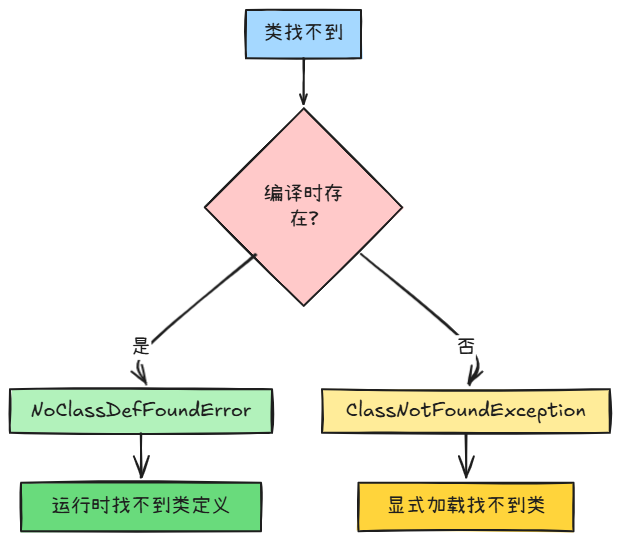 类找不到
编译时存
在?
是
否
NoClassDefFoundError
ClassNotFoundException
运行时找不到类定义
显式加载找不到类